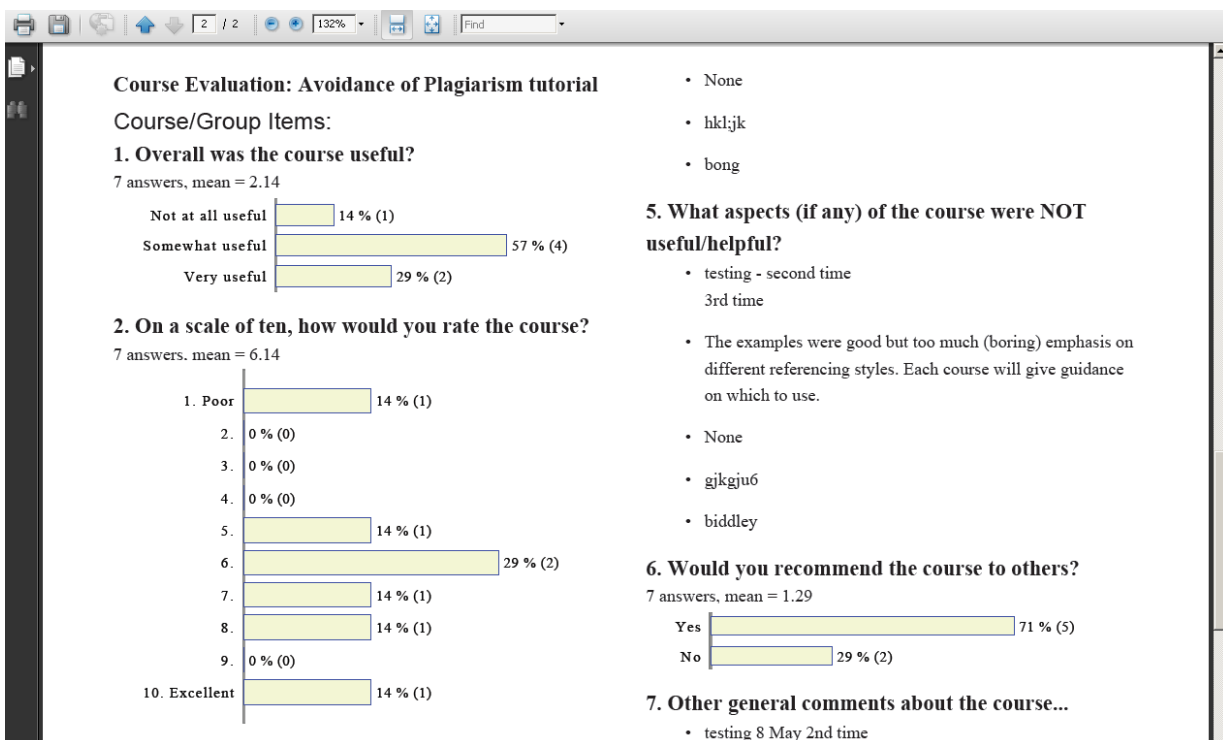 2 / 2
132%
Find
Course Evaluation: Avoidance of Plagiarism tutorial
Course/Group Items:
1. Overall was the course useful?
7 answers, mean = 2.14
Not at all useful 14 % (1)
Somewhat useful 57 % (4)
Very useful 29 % (2)
2. On a scale of ten, how would you rate the course?
7 answers, mean = 6.14
1. Poor 14 % (1)
2. 0 % (0)
3. 0 % (0)
4. 0 % (0)
5. 14 % (1)
6. 29 % (2)
7. 14 % (1)
8. 14 % (1)
9. 0 % (0)
10. Excellent 14 % (1)
• None
• hkl;jk
• bong
5. What aspects (if any) of the course were NOT
useful/helpful?
• testing - second time
3rd time
• The examples were good but too much (boring) emphasis on
different referencing styles. Each course will give guidance
on which to use.
• None
• gjkgju6
• biddley
6. Would you recommend the course to others?
7 answers, mean = 1.29
Yes 71 % (5)
No 29 % (2)
7. Other general comments about the course...
• testing 8 May 2nd time